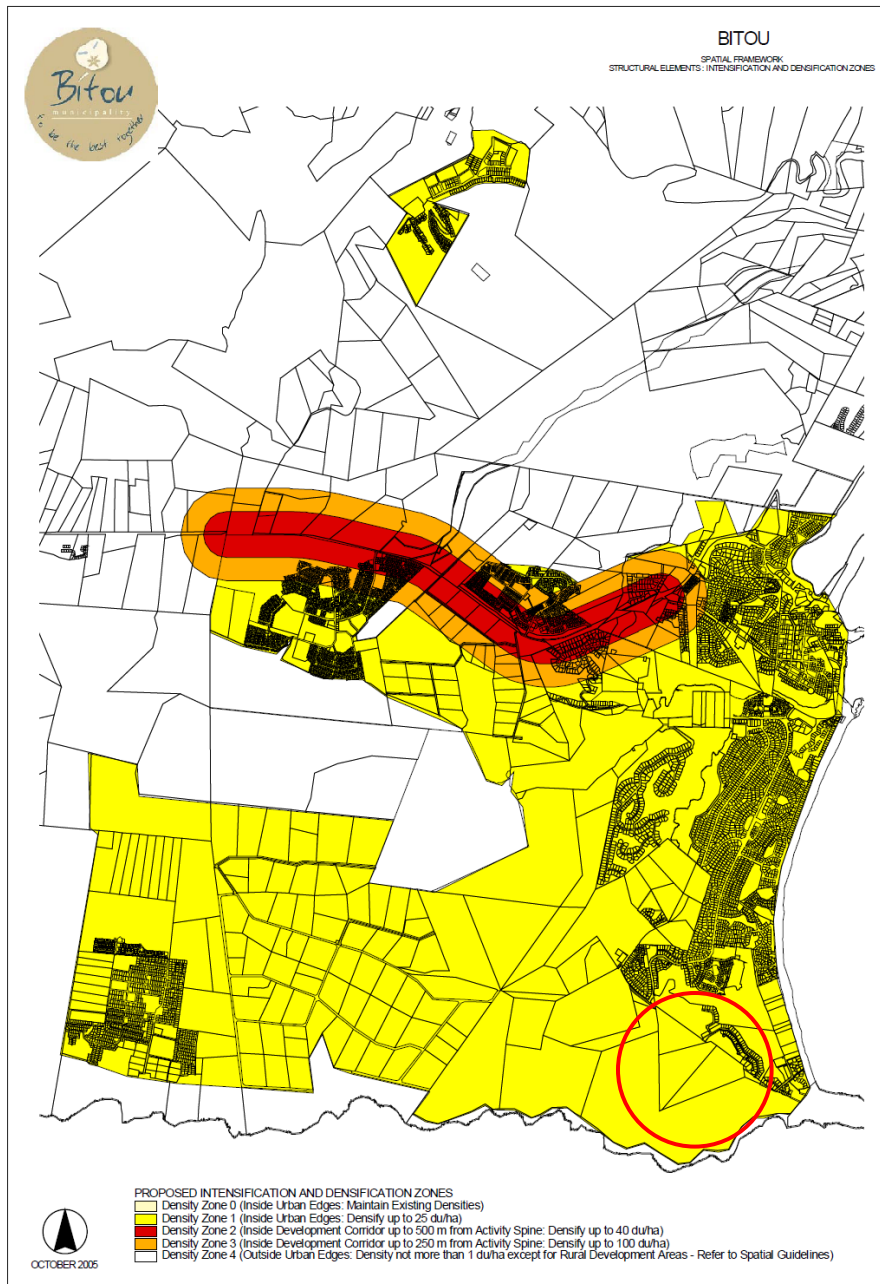 Bitou
municipality
to be the best together
BITOU
SPATIAL FRAMEWORK
STRUCTURAL ELEMENTS : INTENSIFICATION AND DENSIFICATION ZONES
PROPOSED INTENSIFICATION AND DENSIFICATION ZONES
Density Zone 0 (Inside Urban Edges: Maintain Existing Densities)
Density Zone 1 (Inside Urban Edges: Densify up to 25 du/ha)
Density Zone 2 (Inside Development Corridor up to 500 m from Activity Spine: Densify up to 40 du/ha)
Density Zone 3 (Inside Development Corridor up to 250 m from Activity Spine: Densify up to 100 du/ha)
Density Zone 4 (Outside Urban Edges: Density not more than 1 du/ha except for Rural Development Areas - Refer to Spatial Guidelines)
OCTOBER 2005